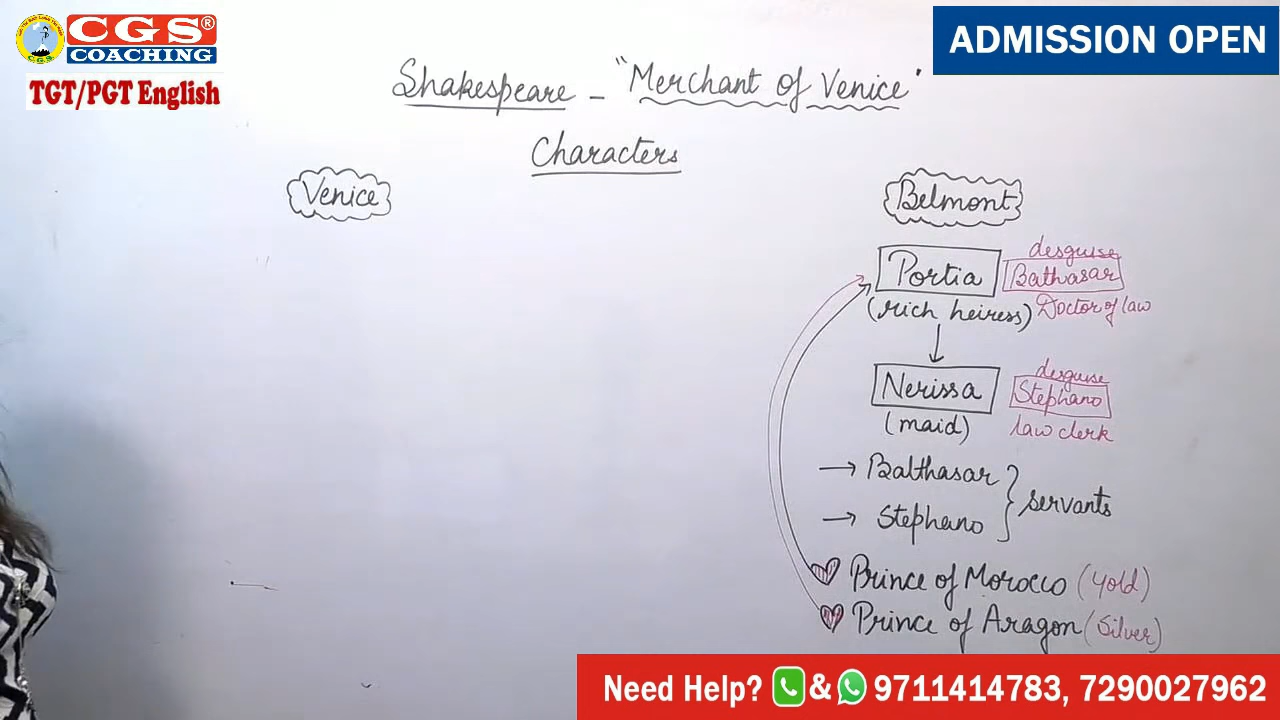 CGS®
COACHING
TGT/PGT English
ADMISSION OPEN
Shakespeare - "Merchant of Venice"
Characters
Venice
Belmont
Portia
desguise
Bathasar
(rich heiress)
Doctor of law
Nerissa
desguise
Stephano
(maid)
law clerk
→ Balthasar
→ Stephano
} servants
Prince of Morocco (Gold)
Prince of Aragon (Silver)
Need Help? & 9711414783, 7290027962